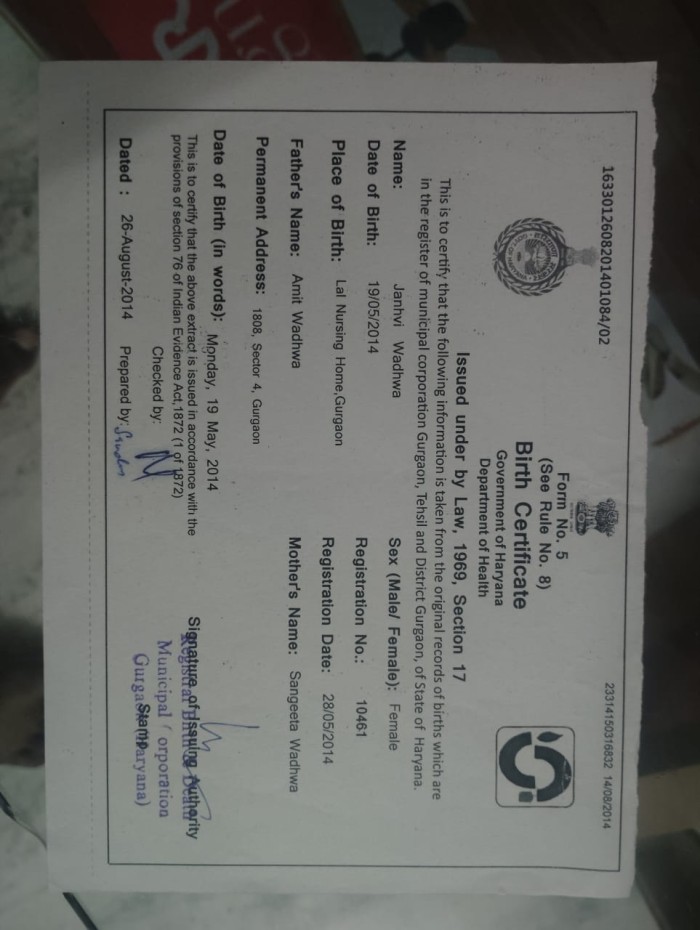 16330126082014010​84/02
23314150316832 14/08/2014
Form No. 5
(See Rule No. 8)
Birth Certificate
Government of Haryana
Department of Health
Issued under by Law, 1969, Section 17
This is to certify that the following information is taken from the original records of births which are
in the register of municipal corporation Gurgaon, Tehsil and District Gurgaon, of State of Haryana.
Name: Janhvi Wadhwa Sex (Male/ Female): Female
Date of Birth: 19/05/2014 Registration No.: 10461
Place of Birth: Lal Nursing Home,Gurgaon Registration Date: 28/05/2014
Father's Name: Amit Wadhwa Mother's Name: Sangeeta Wadhwa
Permanent Address: 1808, Sector 4, Gurgaon
Date of Birth (In words): Monday, 19 May, 2014
This is to certify that the above extract is issued in accordance with the
provisions of section 76 of Indian Evidence Act,1872 (1 of 1872)
Checked by:
Signature of Issuing Authority
Municipal Corporation
Stamp
Gurgaon (Haryana)
Dated : 26-August-2014 Prepared by: